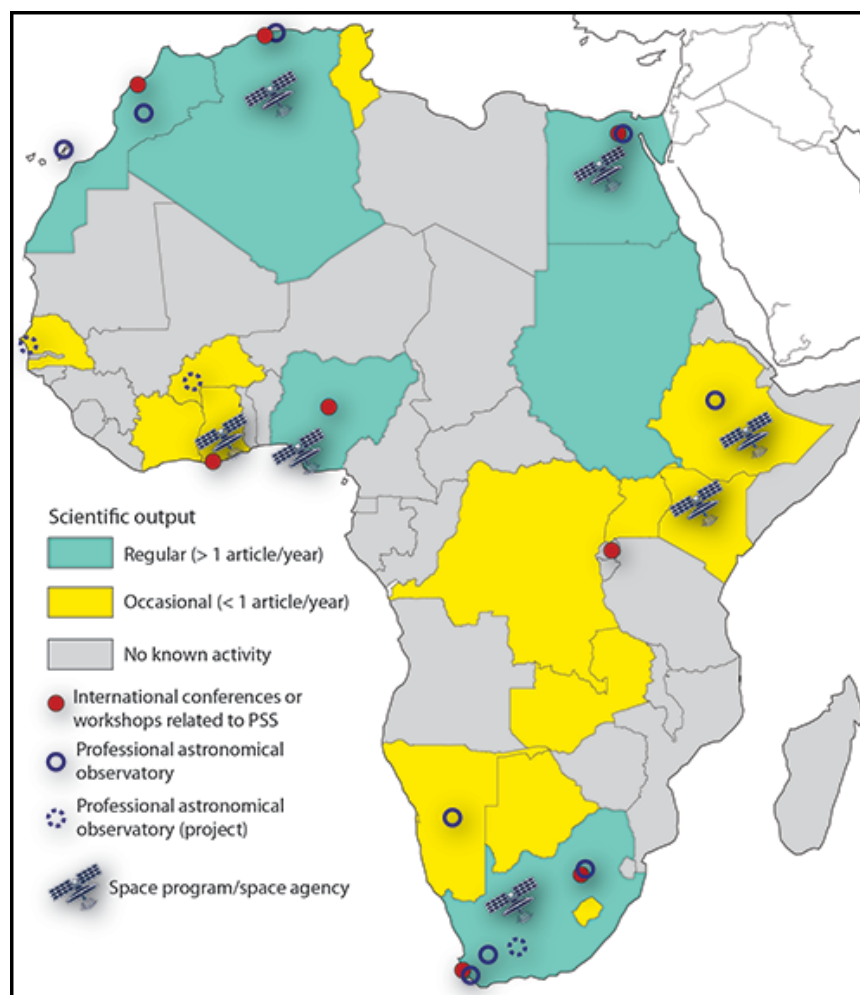 Scientific output
Regular (> 1 article/year)
Occasional (< 1 article/year)
No known activity
International conferences or
workshops related to PSS
Professional astronomical
observatory
Professional astronomical
observatory (project)
Space program/space agency